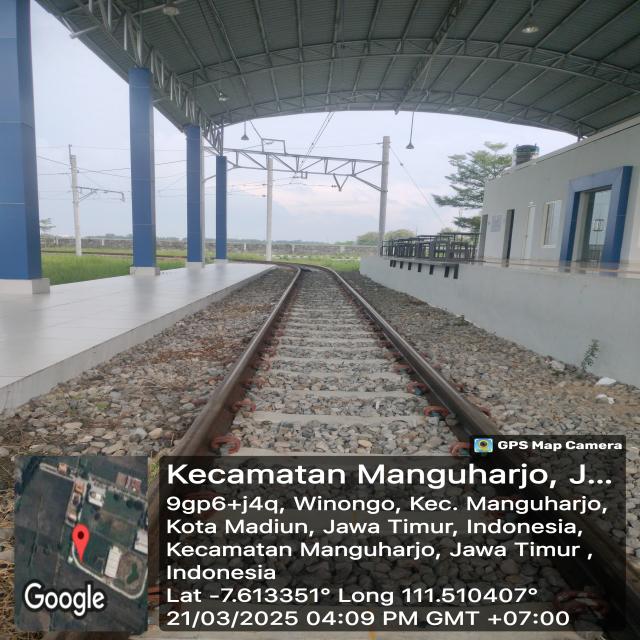 GPS Map Camera
Kecamatan Manguharjo, J...
9gp6+j4q, Winongo, Kec. Manguharjo,
Kota Madiun, Jawa Timur, Indonesia,
Kecamatan Manguharjo, Jawa Timur ,
Indonesia
Lat -7.613351° Long 111.510407°
21/03/2025 04:09 PM GMT +07:00
Google